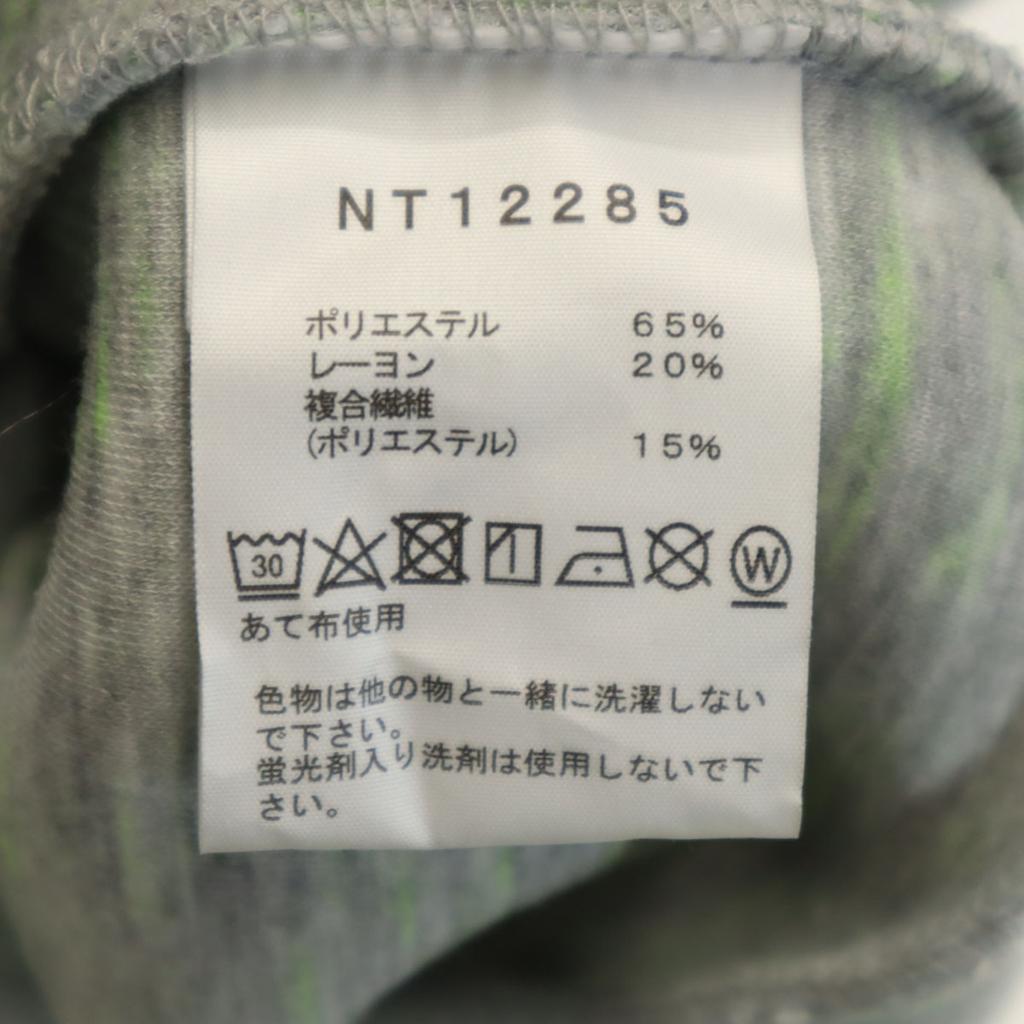 NT12285
ポリエステル 65%
レーヨン 20%
複合繊維
(ポリエステル) 15%
30 W
あて布使用
色物は他の物と一緒に洗濯しない
で下さい。
蛍光剤入り洗剤は使用しないで下
さい。